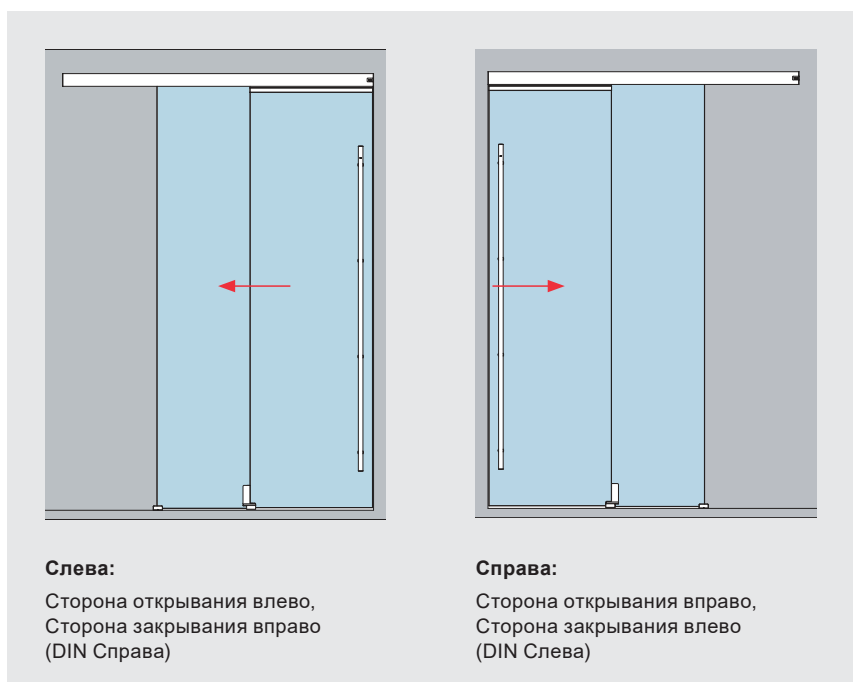 Слева:
Сторона открывания влево,
Сторона закрывания вправо
(DIN Справа)
Справа:
Сторона открывания вправо,
Сторона закрывания влево
(DIN Слева)